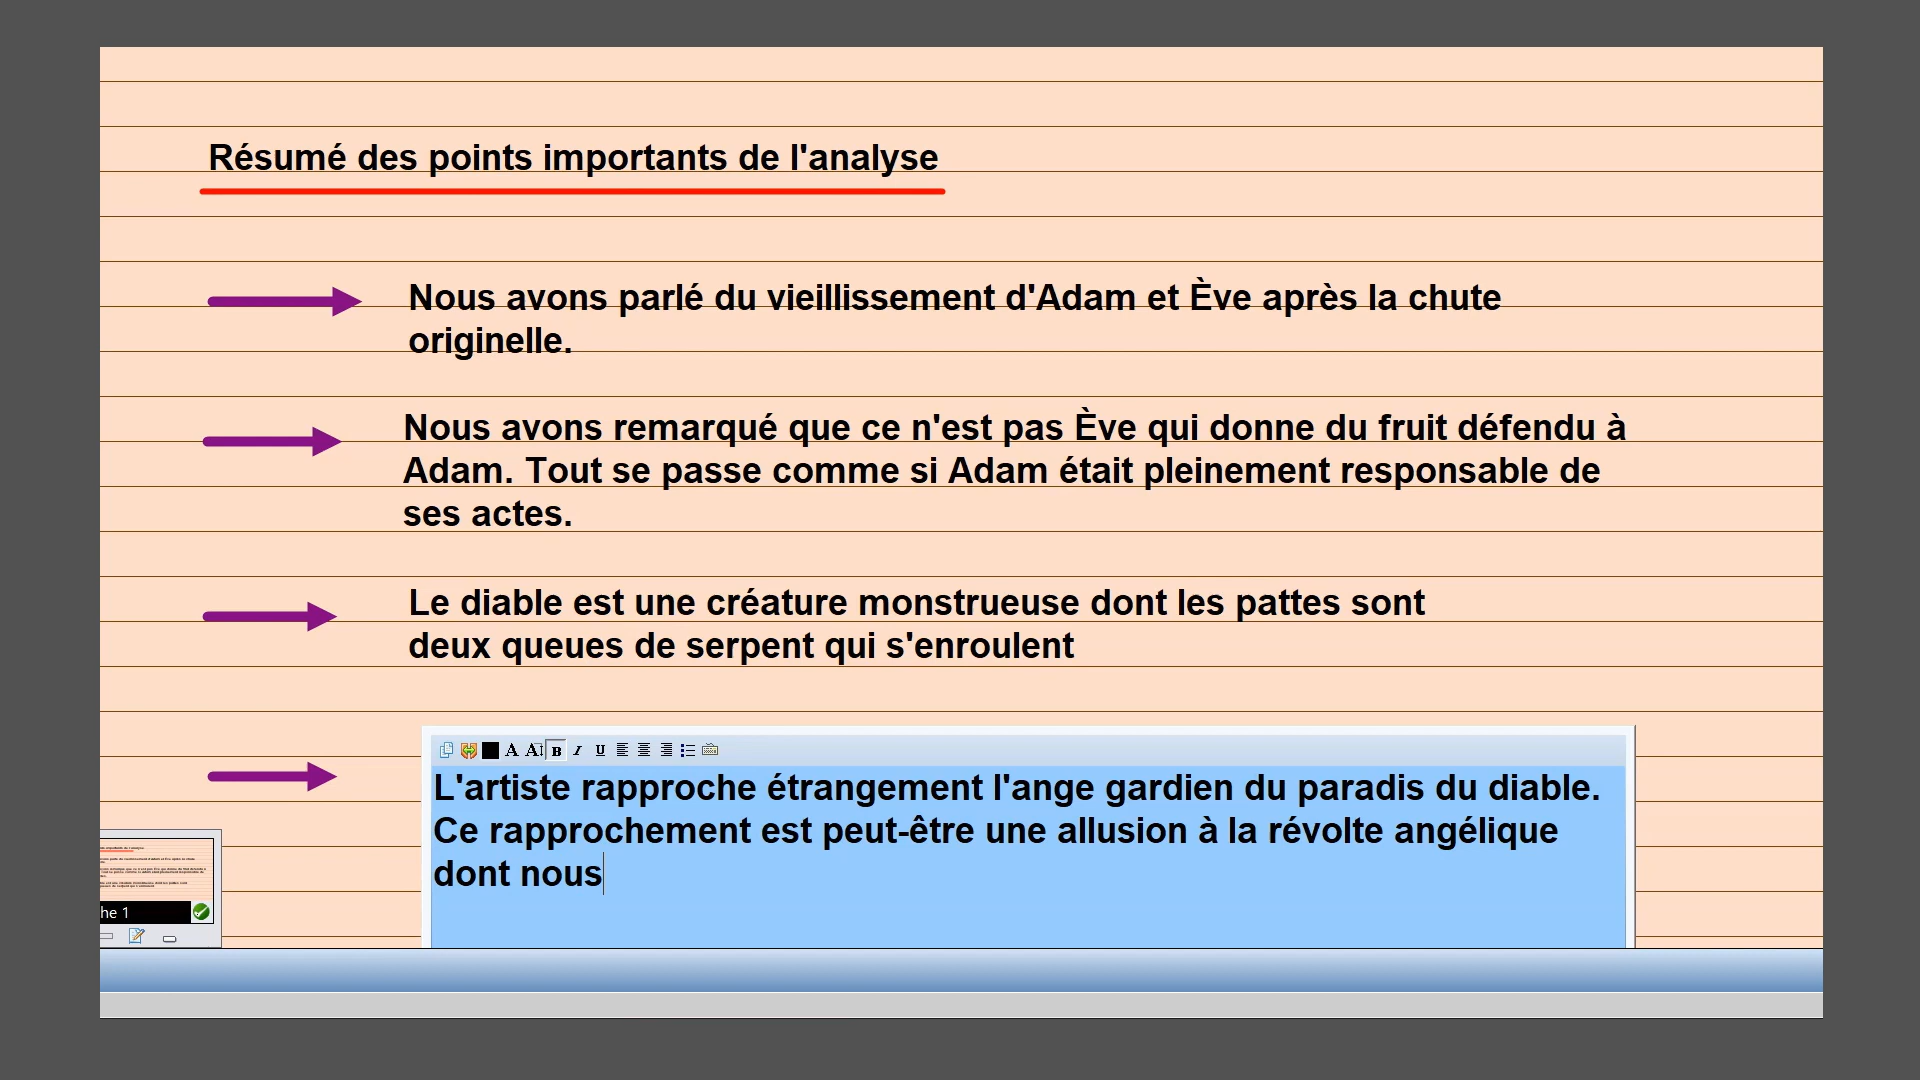 Résumé des points importants de l'analyse
Nous avons parlé du vieillissement d'Adam et Ève après la chute
originelle.
Nous avons remarqué que ce n'est pas Ève qui donne du fruit défendu à
Adam. Tout se passe comme si Adam était pleinement responsable de
ses actes.
Le diable est une créature monstrueuse dont les pattes sont
deux queues de serpent qui s'enroulent
L'artiste rapproche étrangement l'ange gardien du paradis du diable.
Ce rapprochement est peut-être une allusion à la révolte angélique
dont nous
he 1